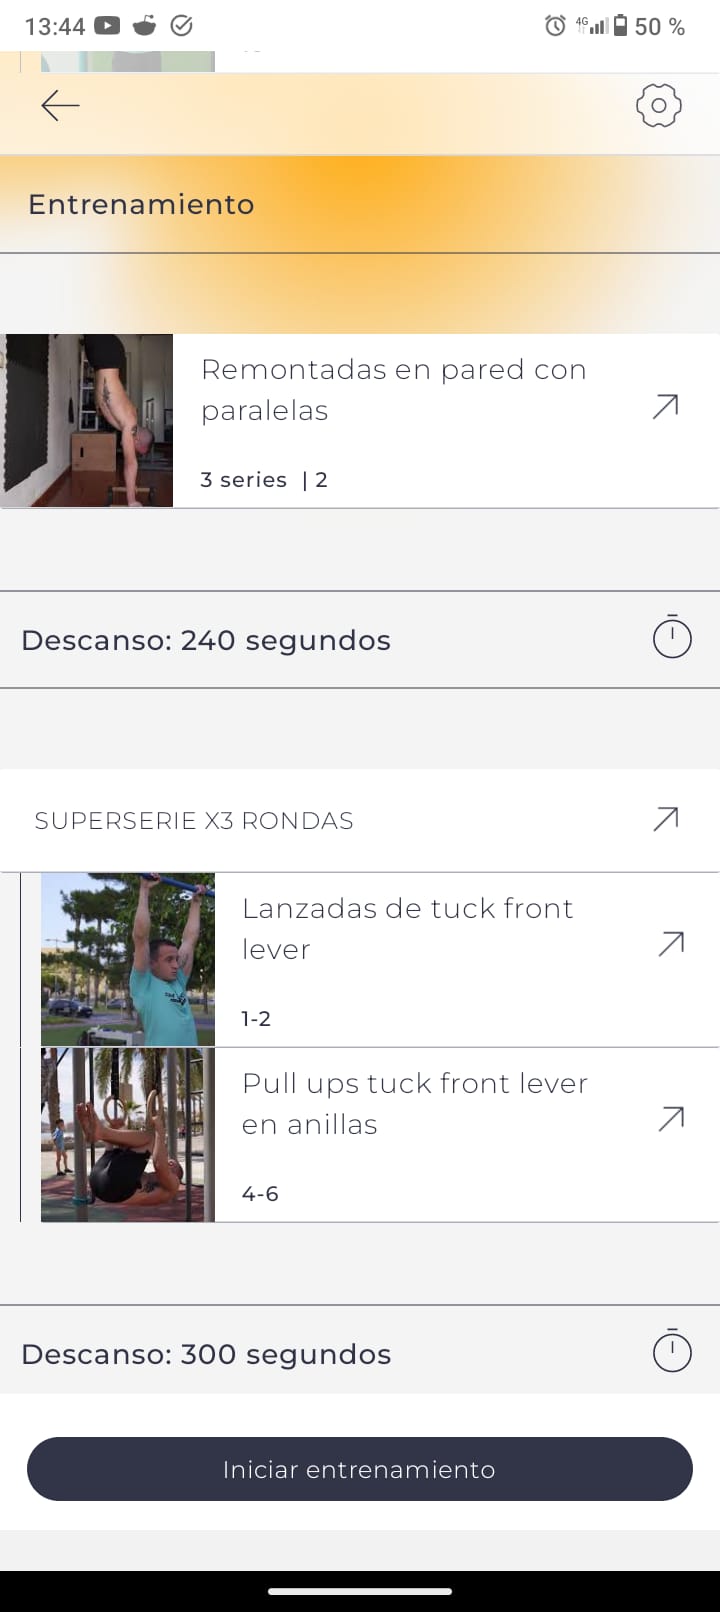 13:44
4G
50 %
Entrenamiento
Remontadas en pared con
paralelas
3 series | 2
Descanso: 240 segundos
SUPERSERIE X3 RONDAS
Lanzadas de tuck front
lever
1-2
Pull ups tuck front lever
en anillas
4-6
Descanso: 300 segundos
Iniciar entrenamiento